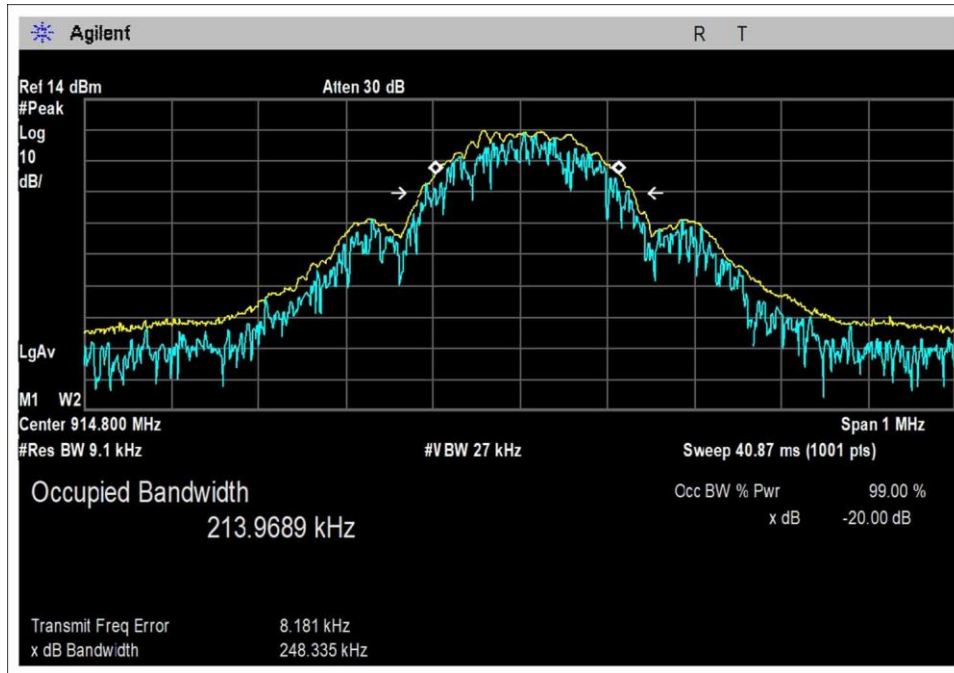 Agilent
R T
Ref 14 dBm Atten 30 dB
#Peak
Log
10
dB/
LgAv
M1 W2
Center 914.800 MHz Span 1 MHz
#Res BW 9.1 kHz #VBW 27 kHz Sweep 40.87 ms (1001 pts)
Occupied Bandwidth
213.9689 kHz
Occ BW % Pwr 99.00 %
x dB -20.00 dB
Transmit Freq Error 8.181 kHz
x dB Bandwidth 248.335 kHz